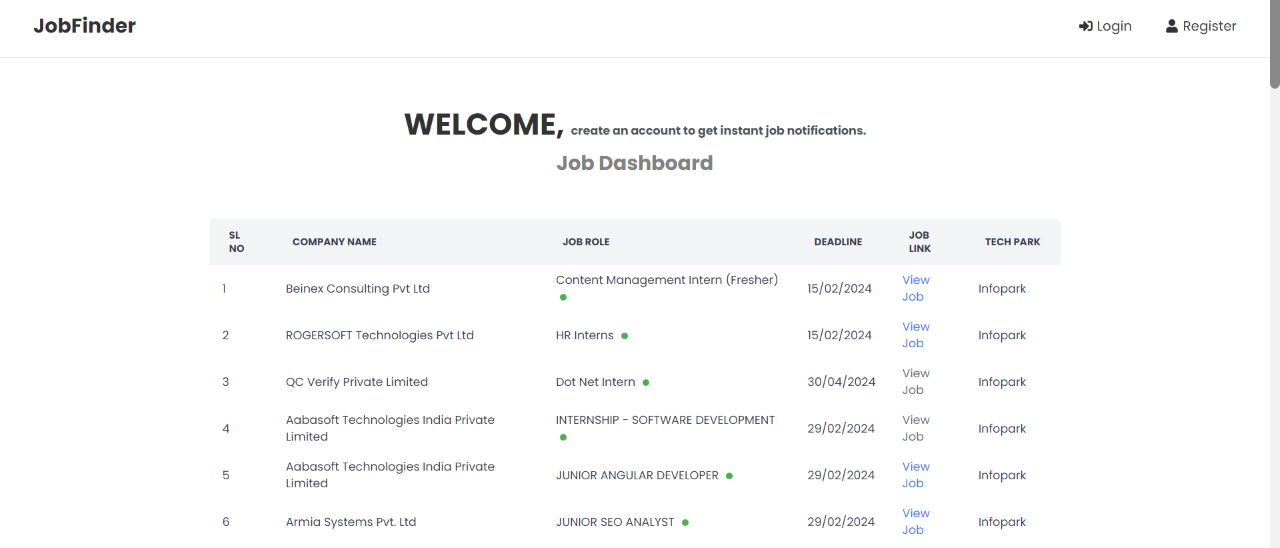 JobFinder
Login
Register
WELCOME, create an account to get instant job notifications.
Job Dashboard
SL NO COMPANY NAME JOB ROLE DEADLINE JOB LINK TECH PARK
1 Beinex Consulting Pvt Ltd Content Management Intern (Fresher) 15/02/2024 View Job Infopark
2 ROGERSOFT Technologies Pvt Ltd HR Interns 15/02/2024 View Job Infopark
3 QC Verify Private Limited Dot Net Intern 30/04/2024 View Job Infopark
4 Aabasoft Technologies India Private Limited INTERNSHIP - SOFTWARE DEVELOPMENT 29/02/2024 View Job Infopark
5 Aabasoft Technologies India Private Limited JUNIOR ANGULAR DEVELOPER 29/02/2024 View Job Infopark
6 Armia Systems Pvt. Ltd JUNIOR SEO ANALYST 29/02/2024 View Job Infopark